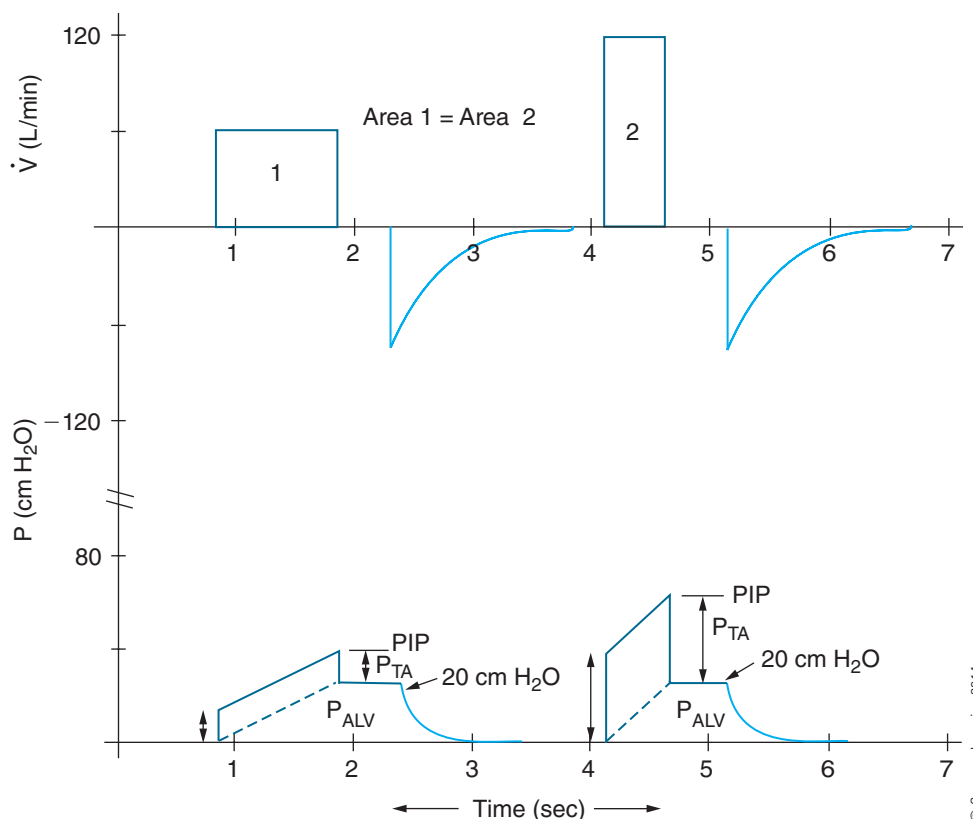 120
V̇ (L/min)
Area 1 = Area 2
1
2
1 2 3 4 5 6 7
−120
P (cm H₂O)
80
PIP
PTA
20 cm H₂O
PALV
PIP
PTA
20 cm H₂O
PALV
1 2 3 4 5 6 7
Time (sec)